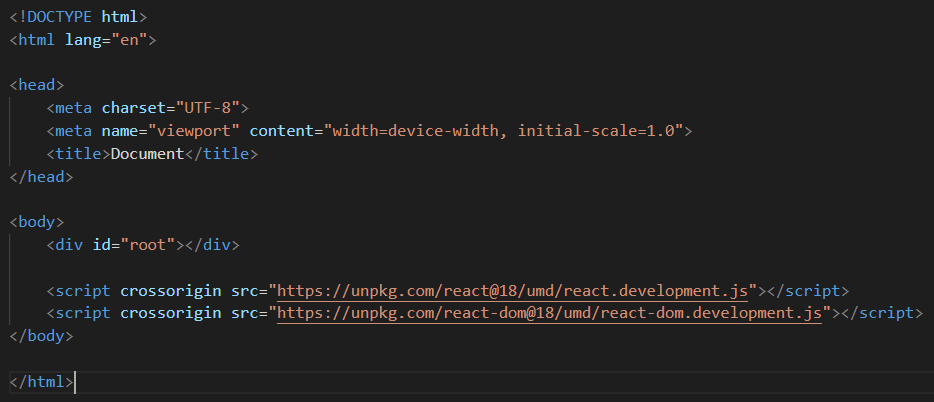 <!DOCTYPE html>
<html lang="en">
<head>
<meta charset="UTF-8">
<meta name="viewport" content="width=device-width, initial-scale=1.0">
<title>Document</title>
</head>
<body>
<div id="root"></div>
<script crossorigin src="https://unpkg.com/react@18/umd/react.development.js"></script>
<script crossorigin src="https://unpkg.com/react-dom@18/umd/react-dom.development.js"></script>
</body>
</html>